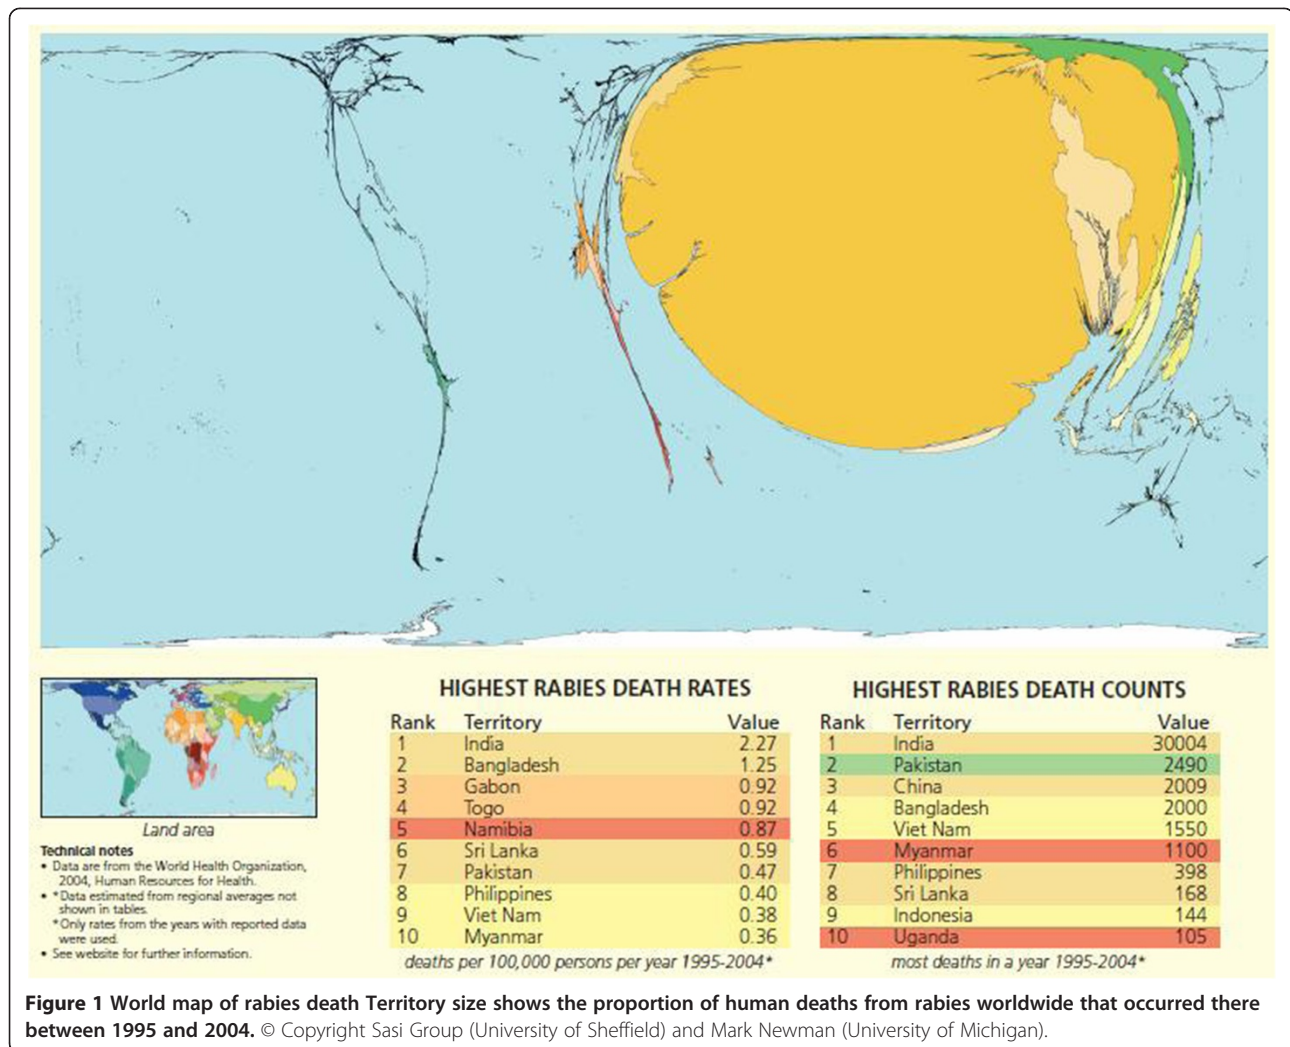 HIGHEST RABIES DEATH RATES
Rank Territory Value
1 India 2.27
2 Bangladesh 1.25
3 Gabon 0.92
4 Togo 0.92
5 Namibia 0.87
6 Sri Lanka 0.59
7 Pakistan 0.47
8 Philippines 0.40
9 Viet Nam 0.38
10 Myanmar 0.36
deaths per 100,000 persons per year 1995-2004*
HIGHEST RABIES DEATH COUNTS
Rank Territory Value
1 India 30004
2 Pakistan 2490
3 China 2009
4 Bangladesh 2000
5 Viet Nam 1550
6 Myanmar 1100
7 Philippines 398
8 Sri Lanka 168
9 Indonesia 144
10 Uganda 105
most deaths in a year 1995-2004*
Land area
Technical notes
• Data are from the World Health Organization,
2004, Human Resources for Health.
• *Data estimated from regional averages not
shown in tables.
*Only rates from the years with reported data
were used.
• See website for further information.
Figure 1 World map of rabies death Territory size shows the proportion of human deaths from rabies worldwide that occurred there
between 1995 and 2004. © Copyright Sasi Group (University of Sheffield) and Mark Newman (University of Michigan).